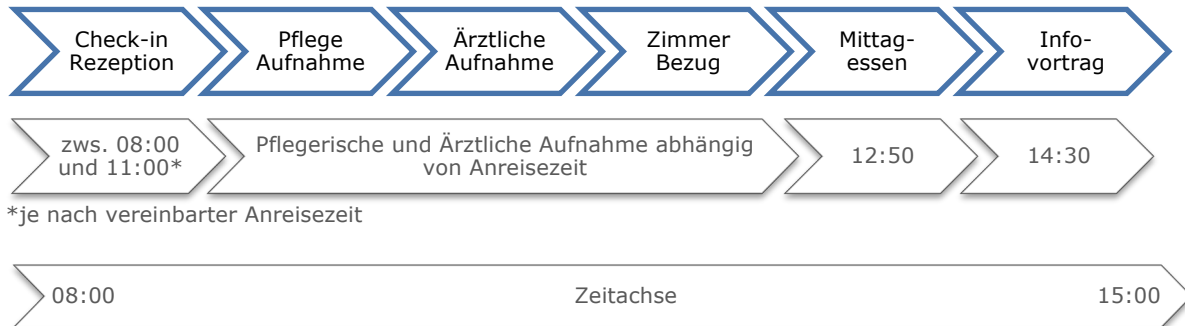 Check-in
Rezeption
Pflege
Aufnahme
Ärztliche
Aufnahme
Zimmer
Bezug
Mittag-
essen
Info-
vortrag
zws. 08:00
und 11:00*
Pflegerische und Ärztliche Aufnahme abhängig
von Anreisezeit
12:50
14:30
*je nach vereinbarter Anreisezeit
08:00
Zeitachse
15:00